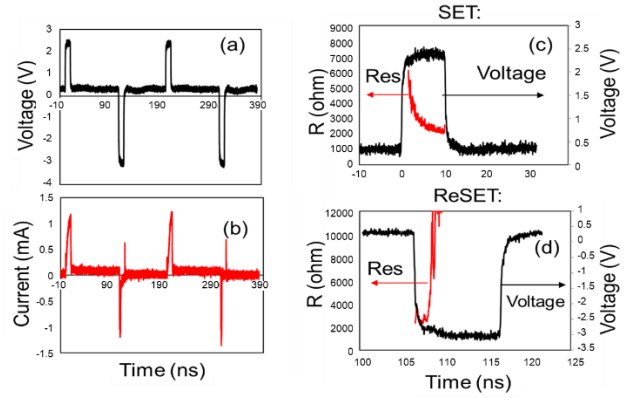 (a)
Voltage (V)
3
2
1
0
-1
-2
-3
-4
-10 90 190 290 390
(b)
Current (mA)
1.5
1
0.5
0
-0.5
-1
-1.5
-10 90 190 290 390
Time (ns)
SET:
(c)
R (ohm)
9000
8000
7000
6000
5000
4000
3000
2000
1000
0
Res
Voltage
3
2.5
2
1.5
1
0.5
0
Voltage (V)
-10 0 10 20 30
ReSET:
(d)
R (ohm)
12000
10000
8000
6000
4000
2000
0
Res
Voltage
1
0.5
0
-0.5
-1
-1.5
-2
-2.5
-3
-3.5
Voltage (V)
100 105 110 115 120 125
Time (ns)